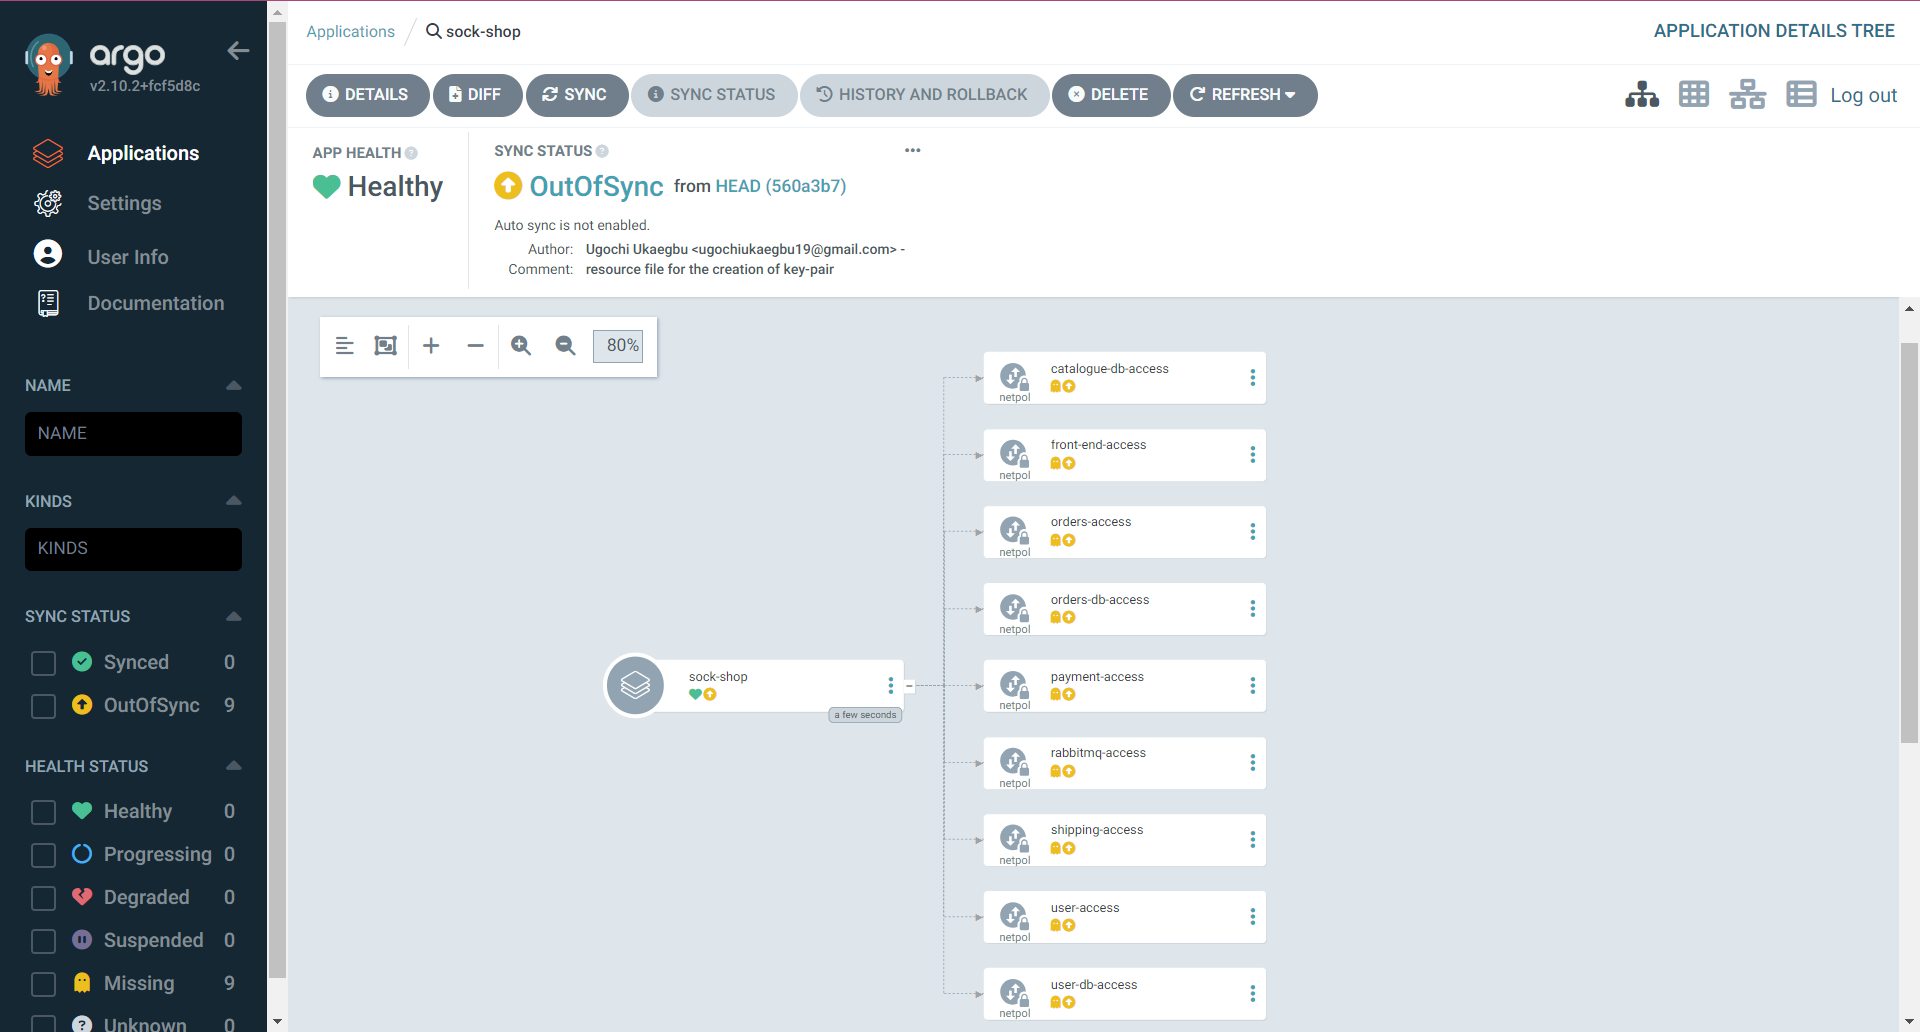 argo
v2.10.2+fcf5d8c
Applications
Settings
User Info
Documentation
NAME
NAME
KINDS
KINDS
SYNC STATUS
Synced 0
OutOfSync 9
HEALTH STATUS
Healthy 0
Progressing 0
Degraded 0
Suspended 0
Missing 9
Unknown 0
Applications / sock-shop
APPLICATION DETAILS TREE
DETAILS DIFF SYNC SYNC STATUS HISTORY AND ROLLBACK DELETE REFRESH
Log out
APP HEALTH
Healthy
SYNC STATUS
OutOfSync from HEAD (560a3b7)
Auto sync is not enabled.
Author: Ugochi Ukaegbu <ugochiukaegbu19@gmail.com> -
Comment: resource file for the creation of key-pair
80%
sock-shop
a few seconds
catalogue-db-access
netpol
front-end-access
netpol
orders-access
netpol
orders-db-access
netpol
payment-access
netpol
rabbitmq-access
netpol
shipping-access
netpol
user-access
netpol
user-db-access
netpol